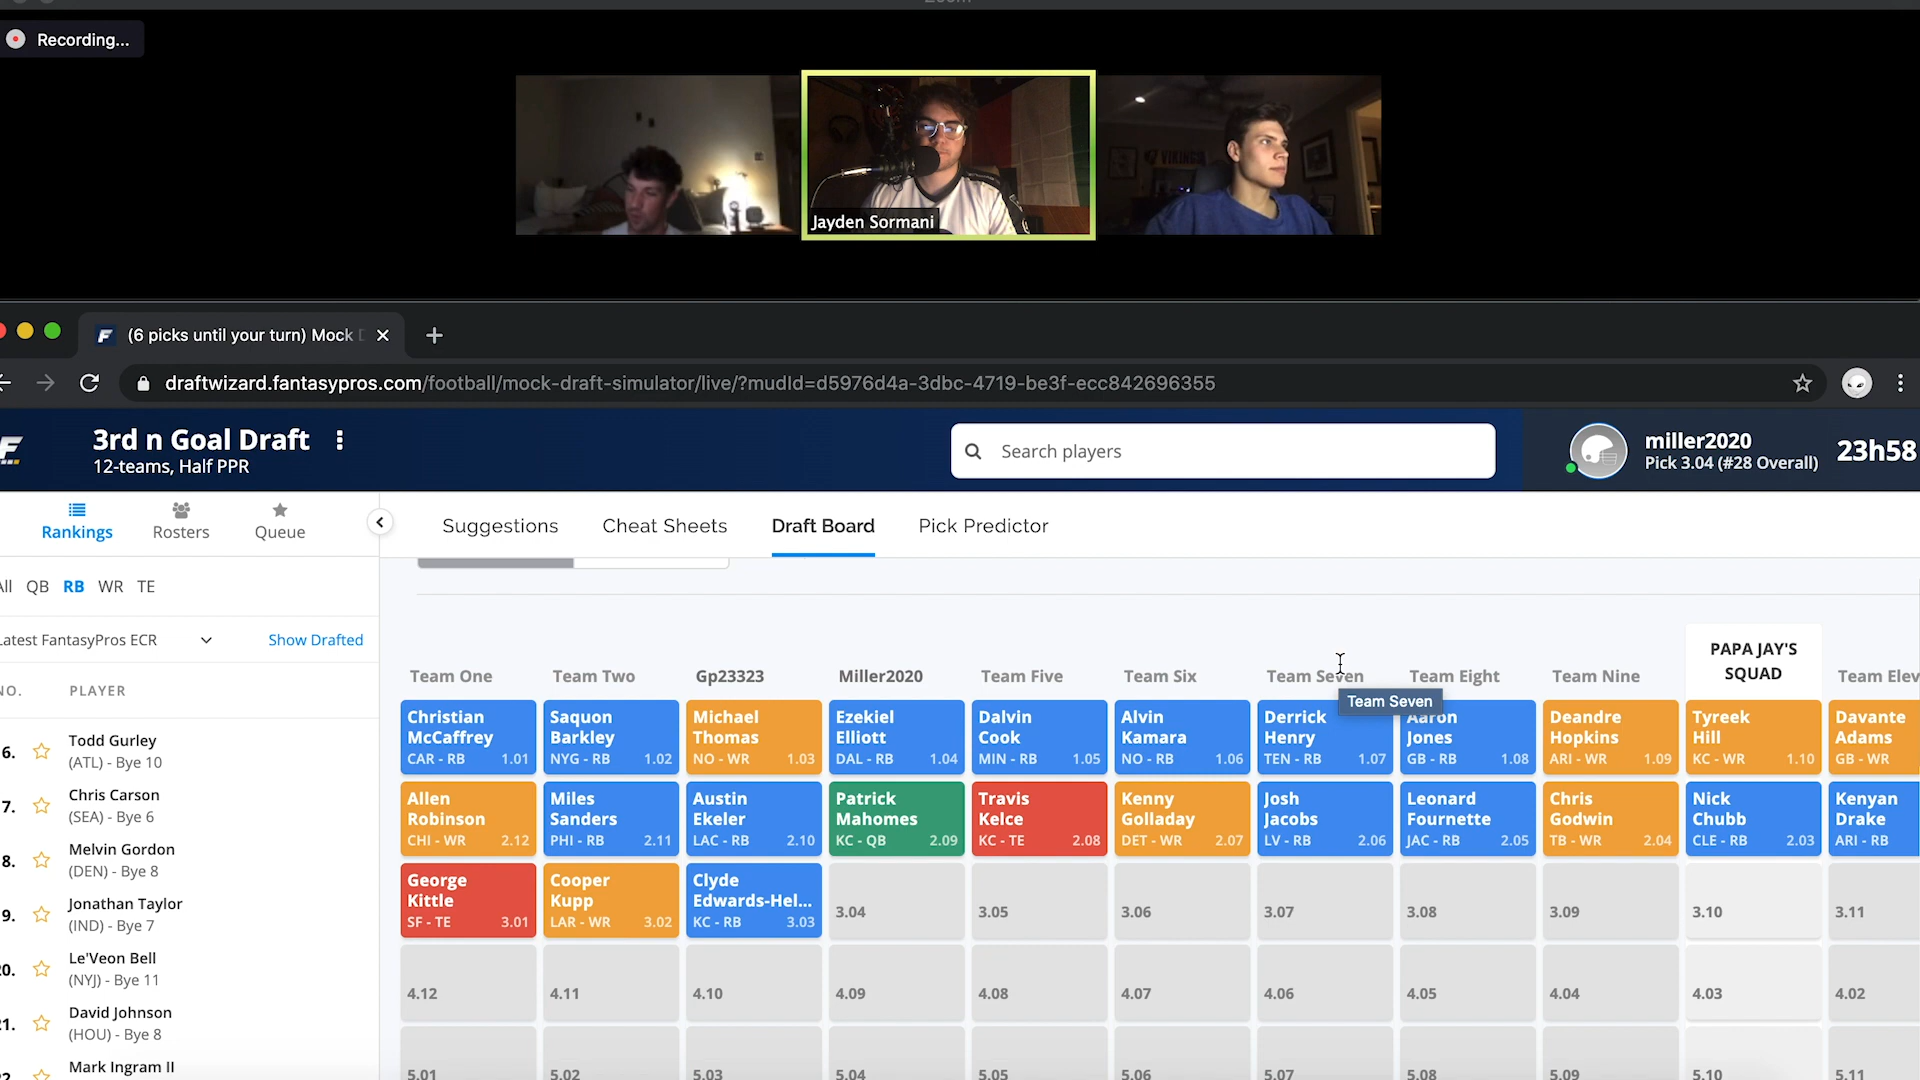 Zoom
Recording...
VIKINGS
Jayden Sormani
(6 picks until your turn) Mock D
draftwizard.fantasypros.com/football/mock-draft-simulator/live/?mudId=d5976d4a-3dbc-4719-be3f-ecc842696355
3rd n Goal Draft
12-teams, Half PPR
Search players
miller2020
Pick 3.04 (#28 Overall)
23h58
Rankings
Rosters
Queue
Suggestions
Cheat Sheets
Draft Board
Pick Predictor
All QB RB WR TE
Latest FantasyPros ECR
Show Drafted
NO. PLAYER
6. Todd Gurley
(ATL) - Bye 10
7. Chris Carson
(SEA) - Bye 6
8. Melvin Gordon
(DEN) - Bye 8
9. Jonathan Taylor
(IND) - Bye 7
0. Le'Veon Bell
(NYJ) - Bye 11
1. David Johnson
(HOU) - Bye 8
2. Mark Ingram II
Team One
Team Two
Gp23323
Miller2020
Team Five
Team Six
Team Seven
Team Eight
Team Nine
PAPA JAY'S
SQUAD
Team Elev
Team Seven
Christian
McCaffrey
CAR - RB 1.01
Saquon
Barkley
NYG - RB 1.02
Michael
Thomas
NO - WR 1.03
Ezekiel
Elliott
DAL - RB 1.04
Dalvin
Cook
MIN - RB 1.05
Alvin
Kamara
NO - RB 1.06
Derrick
Henry
TEN - RB 1.07
Aaron
Jones
GB - RB 1.08
Deandre
Hopkins
ARI - WR 1.09
Tyreek
Hill
KC - WR 1.10
Davante
Adams
GB - WR
Allen
Robinson
CHI - WR 2.12
Miles
Sanders
PHI - RB 2.11
Austin
Ekeler
LAC - RB 2.10
Patrick
Mahomes
KC - QB 2.09
Travis
Kelce
KC - TE 2.08
Kenny
Golladay
DET - WR 2.07
Josh
Jacobs
LV - RB 2.06
Leonard
Fournette
JAC - RB 2.05
Chris
Godwin
TB - WR 2.04
Nick
Chubb
CLE - RB 2.03
Kenyan
Drake
ARI - RB
George
Kittle
SF - TE 3.01
Cooper
Kupp
LAR - WR 3.02
Clyde
Edwards-Hel...
KC - RB 3.03
3.04
3.05
3.06
3.07
3.08
3.09
3.10
3.11
4.12
4.11
4.10
4.09
4.08
4.07
4.06
4.05
4.04
4.03
4.02
5.01
5.02
5.03
5.04
5.05
5.06
5.07
5.08
5.09
5.10
5.11